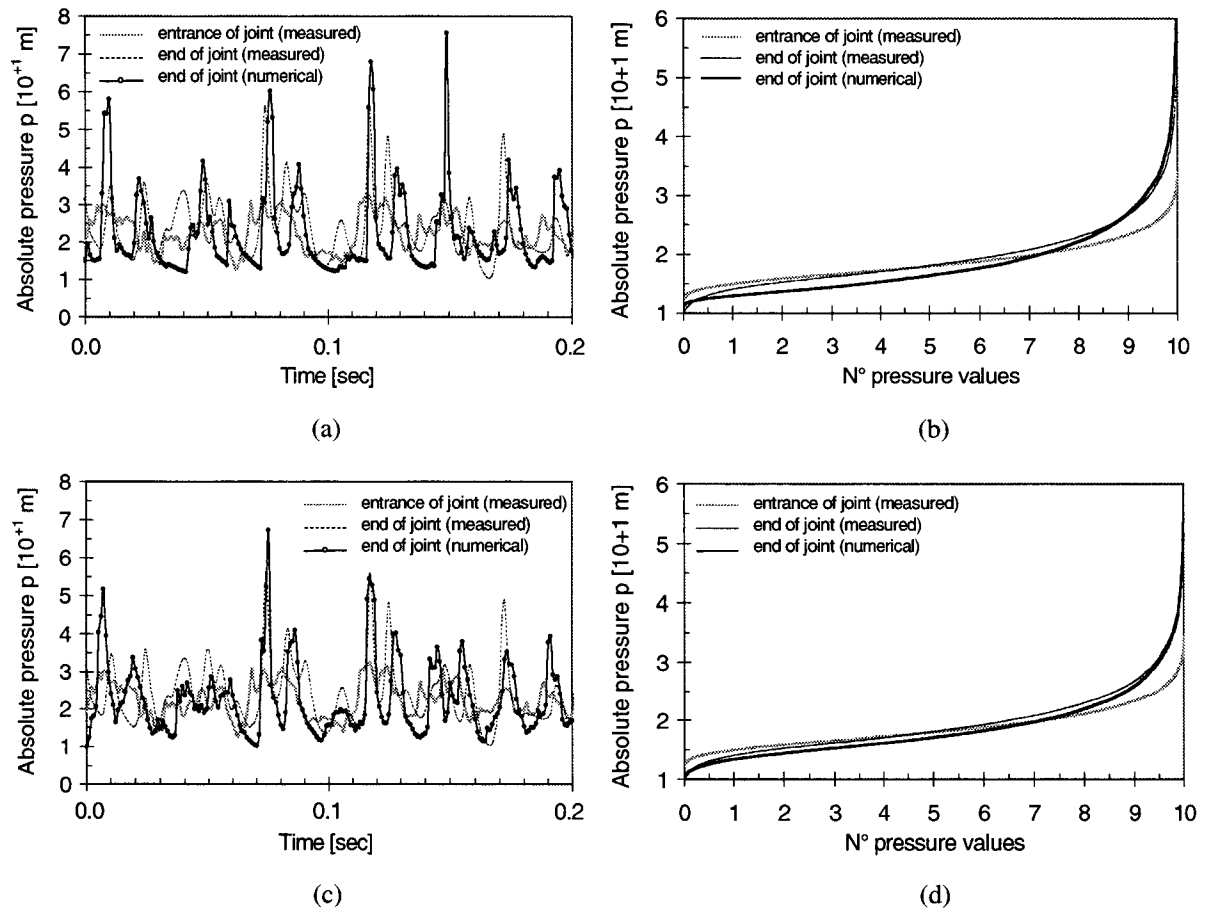 Absolute pressure p [10+1 m]
8
7
6
5
4
3
2
1
0
entrance of joint (measured)
end of joint (measured)
end of joint (numerical)
0.0
0.1
0.2
Time [sec]
(a)
Absolute pressure p [10+1 m]
6
5
4
3
2
1
entrance of joint (measured)
end of joint (measured)
end of joint (numerical)
0 1 2 3 4 5 6 7 8 9 10
N° pressure values
(b)
Absolute pressure p [10+1 m]
8
7
6
5
4
3
2
1
0
entrance of joint (measured)
end of joint (measured)
end of joint (numerical)
0.0
0.1
0.2
Time [sec]
(c)
Absolute pressure p [10+1 m]
6
5
4
3
2
1
entrance of joint (measured)
end of joint (measured)
end of joint (numerical)
0 1 2 3 4 5 6 7 8 9 10
N° pressure values
(d)